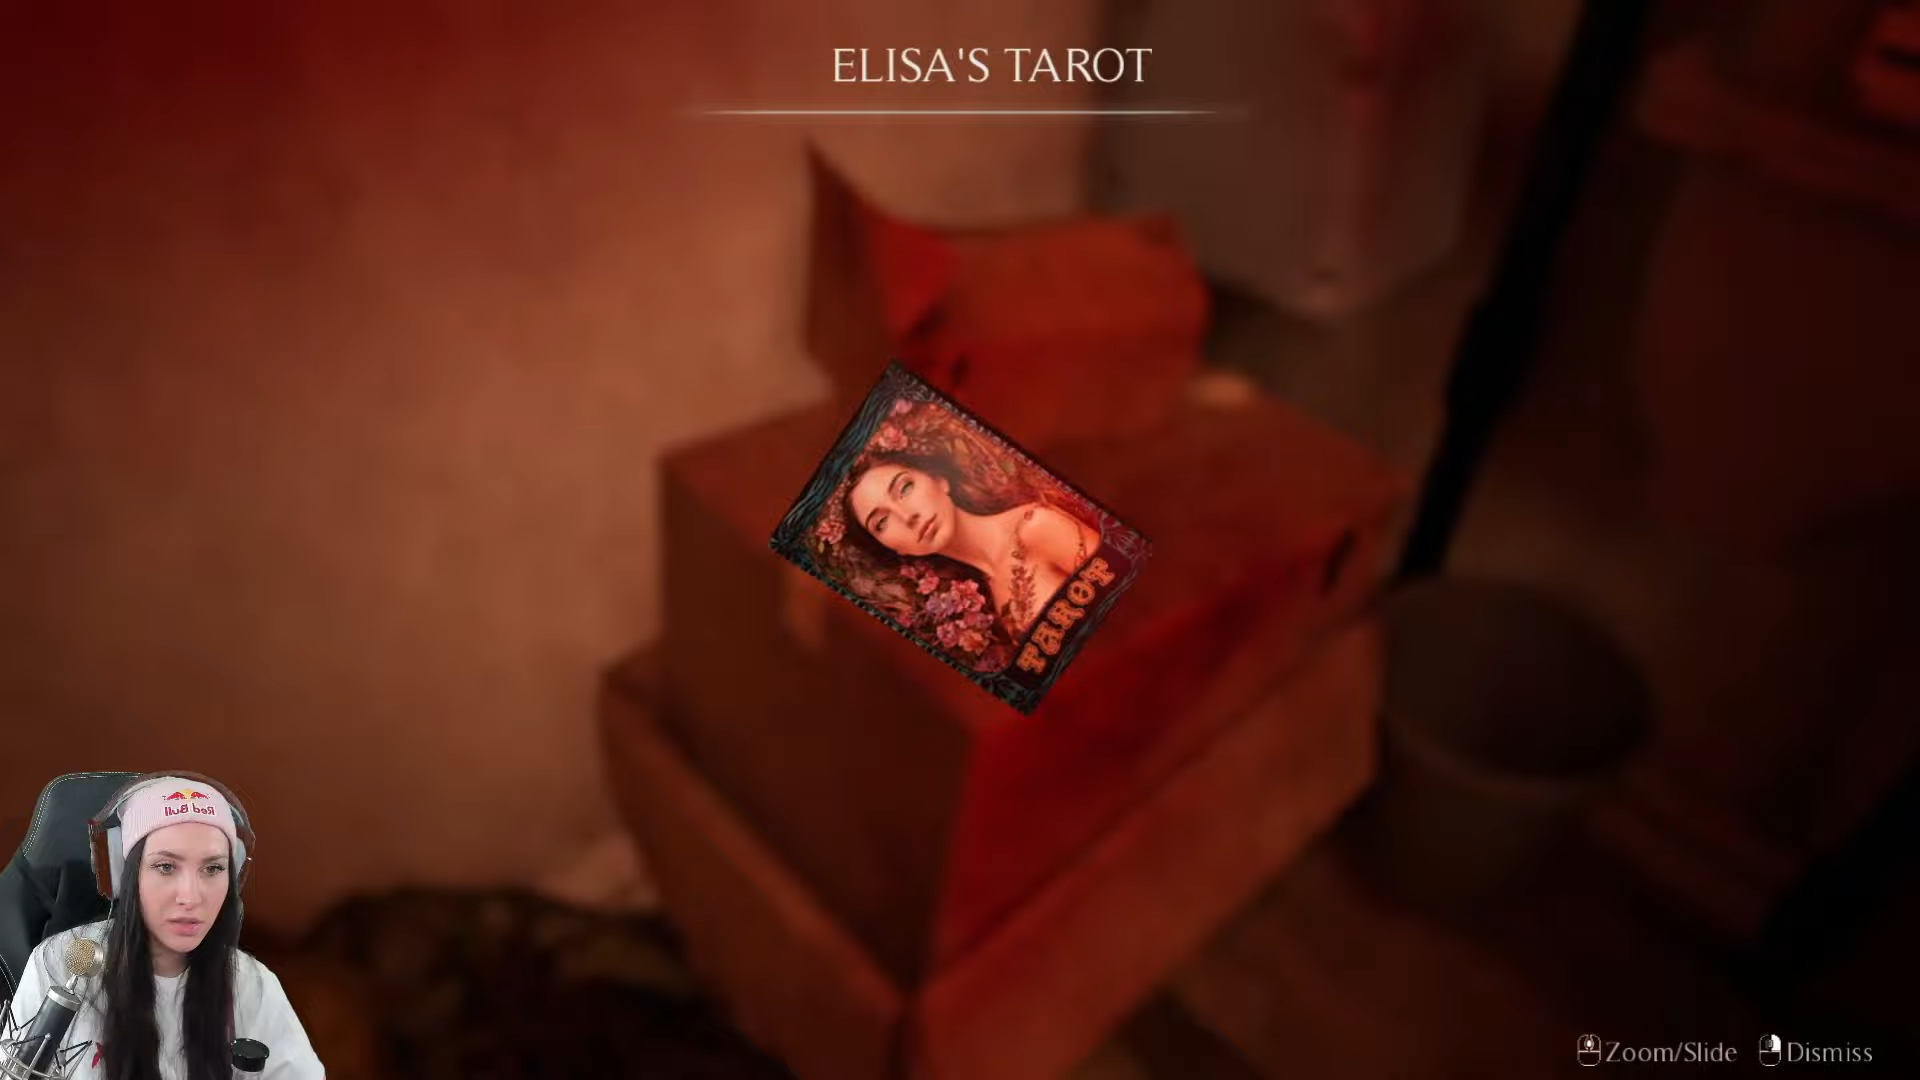 ELISA'S TAROT
TAROT
Red Bull
Zoom/Slide
Dismiss